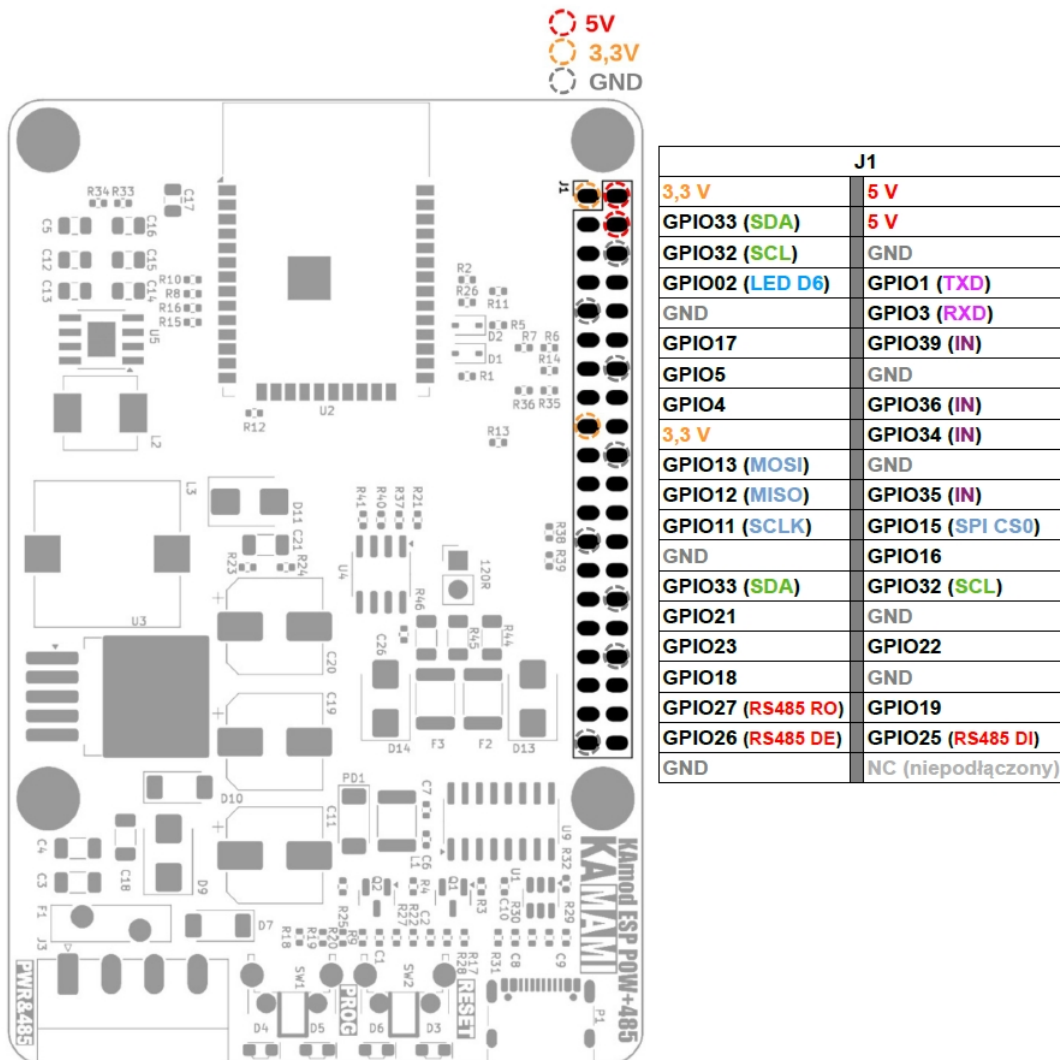 5V
3,3V
GND
J1
3,3 V 5 V
GPIO33 (SDA) 5 V
GPIO32 (SCL) GND
GPIO02 (LED D6) GPIO1 (TXD)
GND GPIO3 (RXD)
GPIO17 GPIO39 (IN)
GPIO5 GND
GPIO4 GPIO36 (IN)
3,3 V GPIO34 (IN)
GPIO13 (MOSI) GND
GPIO12 (MISO) GPIO35 (IN)
GPIO11 (SCLK) GPIO15 (SPI CS0)
GND GPIO16
GPIO33 (SDA) GPIO32 (SCL)
GPIO21 GND
GPIO23 GPIO22
GPIO18 GND
GPIO27 (RS485 RO) GPIO19
GPIO26 (RS485 DE) GPIO25 (RS485 DI)
GND NC (niepodłączony)
J1
R34 R33
C17
C5 C16
C12 C15
C13 C14
R10
R8
R16
R15
U5
L2
R2
R26
R11
R5
D2
D1
R1
R7 R6
R14
R36 R35
U2
R12
R13
L3
D11
C21
R23 R24
R41 R40 R37 R21
U4
120R
R38
R39
U3
C20
C19
R46
C26
R45
R44
D14 F3 F2 D13
D10
C11
PD1
C7
C6
L1
U9
R32
C4
C3
C18
D9
F1
D7
J3
Q2
R4
Q1
R3
C10
U1
R30
R29
R25
R27
R22
C2
R18
R19
R20
R9
C1
R28
R17
R31
C8
C9
SW1
SW2
D4 D5 D6 D3
P1
PWR&485
PROG
RESET
KAMAMI
KAmod ESP POW+485